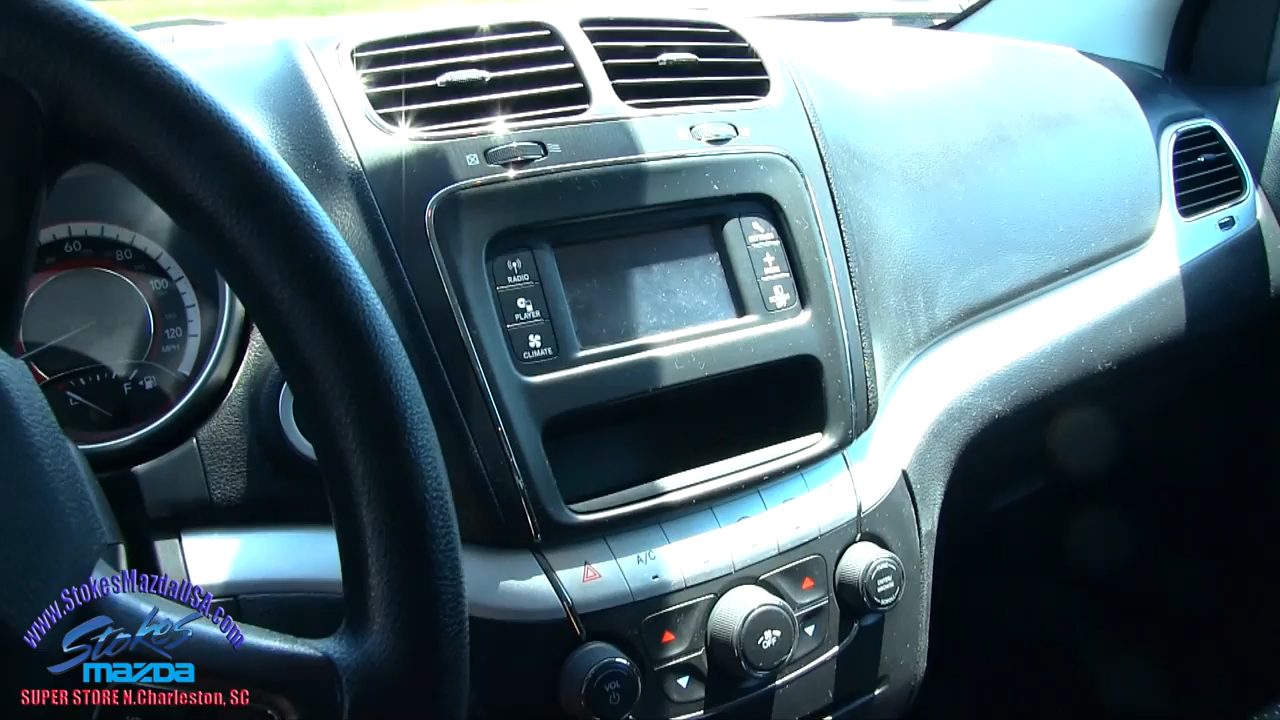 60
80
100
120
MPH
F
RADIO
PLAYER
CLIMATE
A/C
VOL
OFF
www.StokesMazdaUSA.com
Stokes
mazda
SUPER STORE N.Charleston, SC